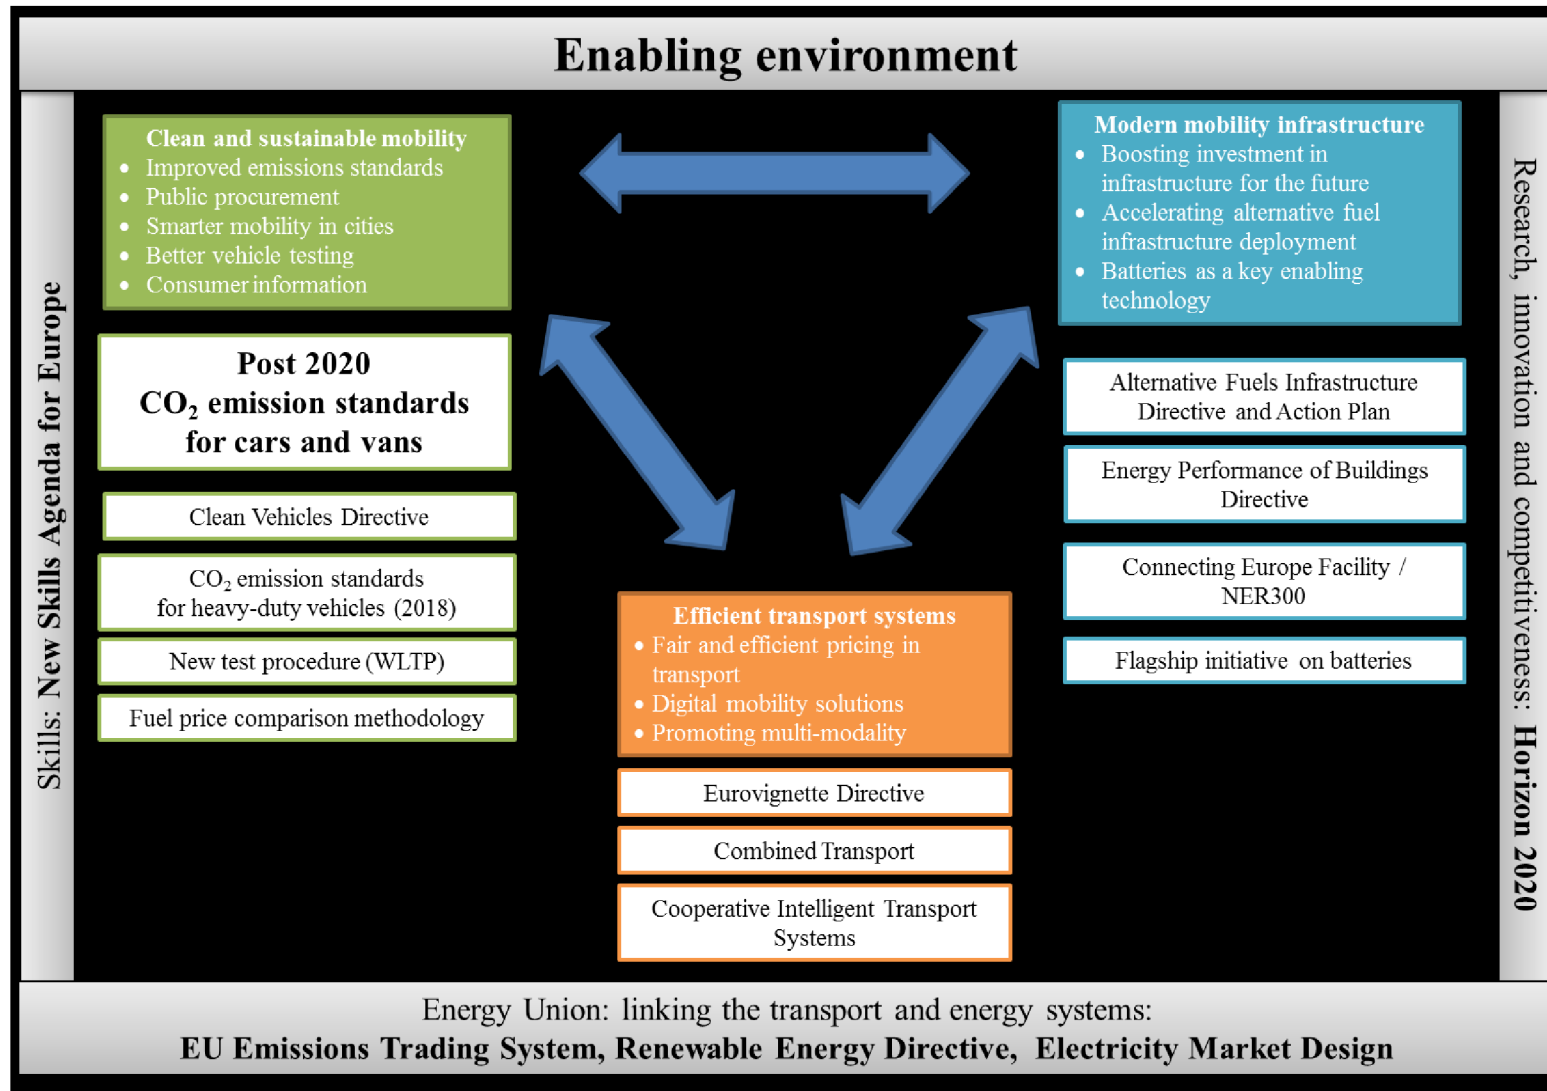 Enabling environment
Skills: New Skills Agenda for Europe
Clean and sustainable mobility
• Improved emissions standards
• Public procurement
• Smarter mobility in cities
• Better vehicle testing
• Consumer information
Post 2020
CO₂ emission standards
for cars and vans
Clean Vehicles Directive
CO₂ emission standards
for heavy-duty vehicles (2018)
New test procedure (WLTP)
Fuel price comparison methodology
Modern mobility infrastructure
• Boosting investment in
infrastructure for the future
• Accelerating alternative fuel
infrastructure deployment
• Batteries as a key enabling
technology
Alternative Fuels Infrastructure
Directive and Action Plan
Energy Performance of Buildings
Directive
Connecting Europe Facility /
NER300
Flagship initiative on batteries
Efficient transport systems
• Fair and efficient pricing in
transport
• Digital mobility solutions
• Promoting multi-modality
Eurovignette Directive
Combined Transport
Cooperative Intelligent Transport
Systems
Research, innovation and competitiveness: Horizon 2020
Energy Union: linking the transport and energy systems:
EU Emissions Trading System, Renewable Energy Directive, Electricity Market Design